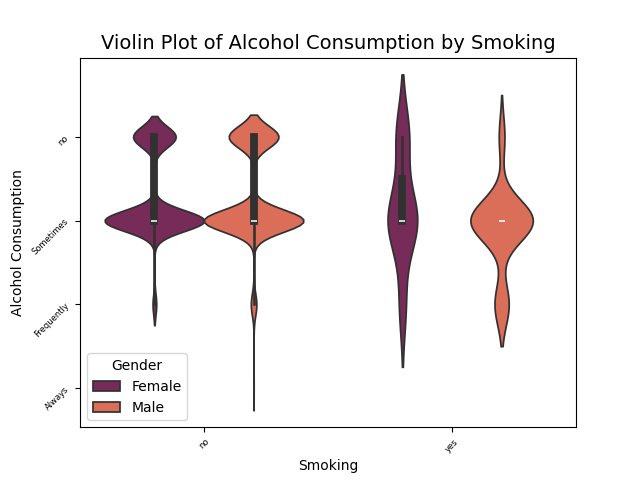 Violin Plot of Alcohol Consumption by Smoking
Alcohol Consumption
no
Sometimes
Frequently
Always
Gender
Female
Male
no
yes
Smoking